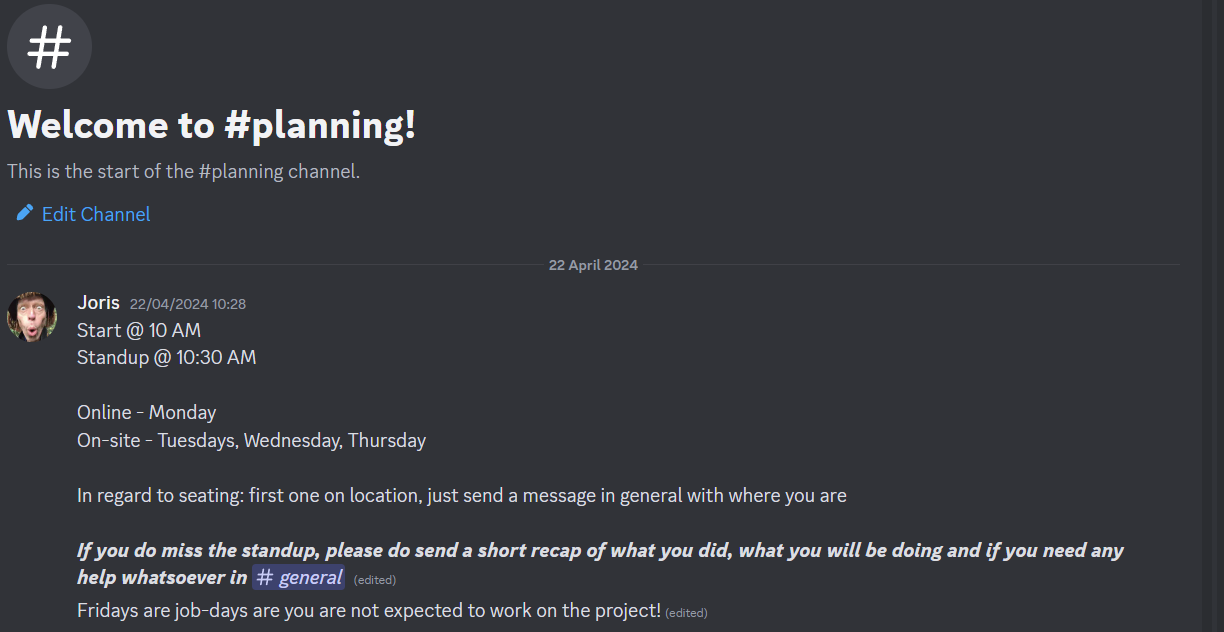 #
Welcome to #planning!
This is the start of the #planning channel.
Edit Channel
22 April 2024
Joris 22/04/2024 10:28
Start @ 10 AM
Standup @ 10:30 AM
Online - Monday
On-site - Tuesdays, Wednesday, Thursday
In regard to seating: first one on location, just send a message in general with where you are
If you do miss the standup, please do send a short recap of what you did, what you will be doing and if you need any
help whatsoever in # general (edited)
Fridays are job-days are you are not expected to work on the project! (edited)